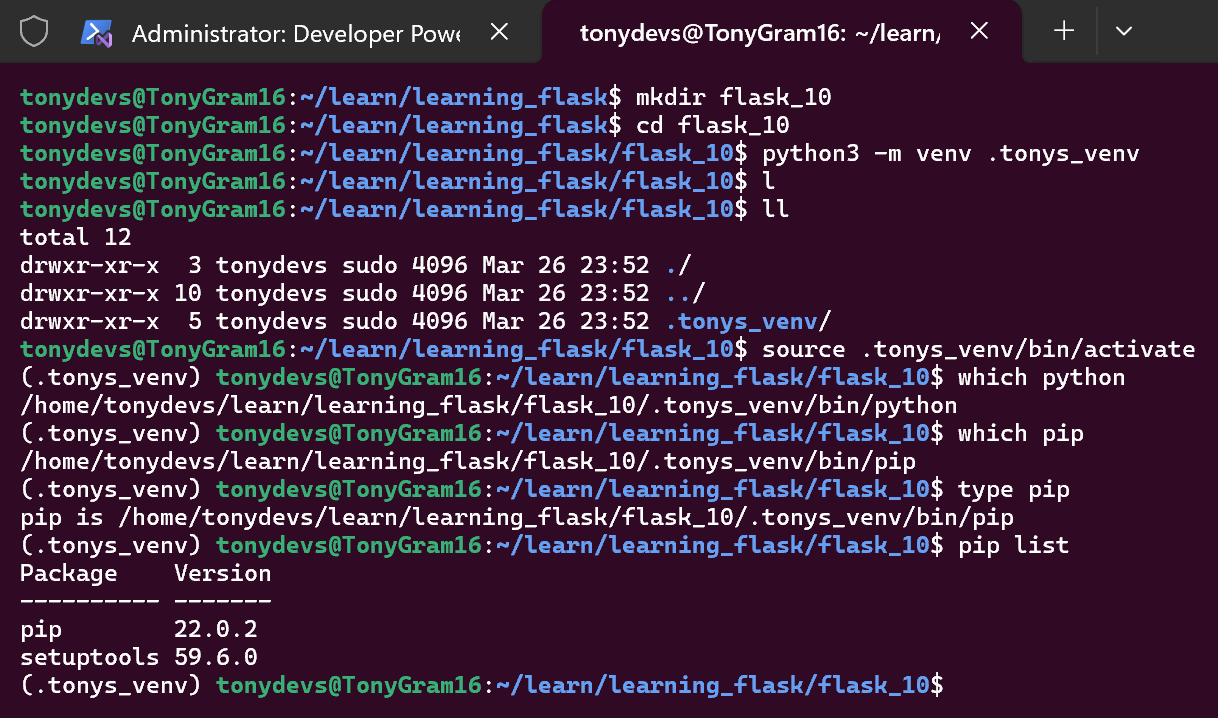 Administrator: Developer Powe
tonydevs@TonyGram16: ~/learn/
tonydevs@TonyGram16:~/learn/learning_flask$ mkdir flask_10
tonydevs@TonyGram16:~/learn/learning_flask$ cd flask_10
tonydevs@TonyGram16:~/learn/learning_flask/flask_10$ python3 -m venv .tonys_venv
tonydevs@TonyGram16:~/learn/learning_flask/flask_10$ l
tonydevs@TonyGram16:~/learn/learning_flask/flask_10$ ll
total 12
drwxr-xr-x  3 tonydevs sudo 4096 Mar 26 23:52 ./
drwxr-xr-x 10 tonydevs sudo 4096 Mar 26 23:52 ../
drwxr-xr-x  5 tonydevs sudo 4096 Mar 26 23:52 .tonys_venv/
tonydevs@TonyGram16:~/learn/learning_flask/flask_10$ source .tonys_venv/bin/activate
(.tonys_venv) tonydevs@TonyGram16:~/learn/learning_flask/flask_10$ which python
/home/tonydevs/learn/learning_flask/flask_10/.tonys_venv/bin/python
(.tonys_venv) tonydevs@TonyGram16:~/learn/learning_flask/flask_10$ which pip
/home/tonydevs/learn/learning_flask/flask_10/.tonys_venv/bin/pip
(.tonys_venv) tonydevs@TonyGram16:~/learn/learning_flask/flask_10$ type pip
pip is /home/tonydevs/learn/learning_flask/flask_10/.tonys_venv/bin/pip
(.tonys_venv) tonydevs@TonyGram16:~/learn/learning_flask/flask_10$ pip list
Package    Version
---------- -------
pip        22.0.2
setuptools 59.6.0
(.tonys_venv) tonydevs@TonyGram16:~/learn/learning_flask/flask_10$